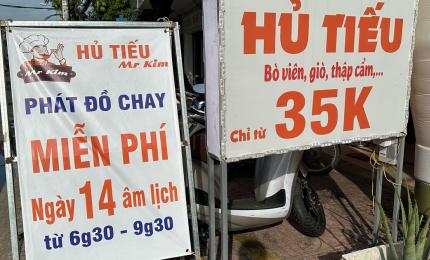 HỦ TIẾU
Mr Kim
Mr Kim
PHÁT ĐỒ CHAY
MIỄN PHÍ
Ngày 14 âm lịch
từ 6g30 - 9g30
HỦ TIẾU
Bò viên, giò, thập cẩm,...
Chỉ từ 35K